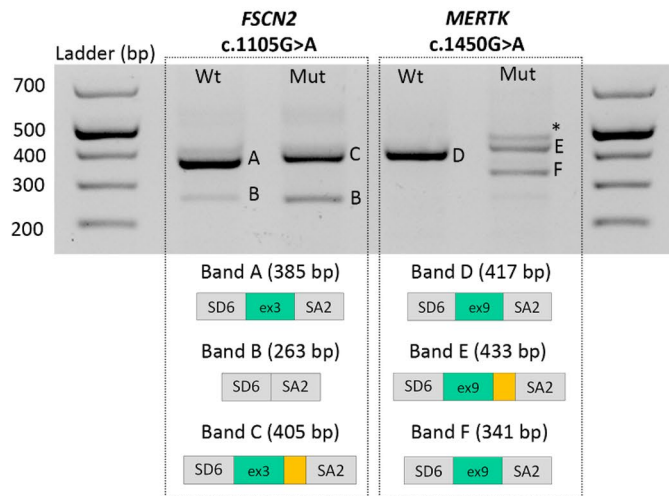 FSCN2
c.1105G>A
MERTK
c.1450G>A
Ladder (bp)
Wt
Mut
Wt
Mut
700
500
400
300
200
A
B
C
B
D
*
E
F
Band A (385 bp)
SD6 ex3 SA2
Band B (263 bp)
SD6 SA2
Band C (405 bp)
SD6 ex3 SA2
Band D (417 bp)
SD6 ex9 SA2
Band E (433 bp)
SD6 ex9 SA2
Band F (341 bp)
SD6 ex9 SA2